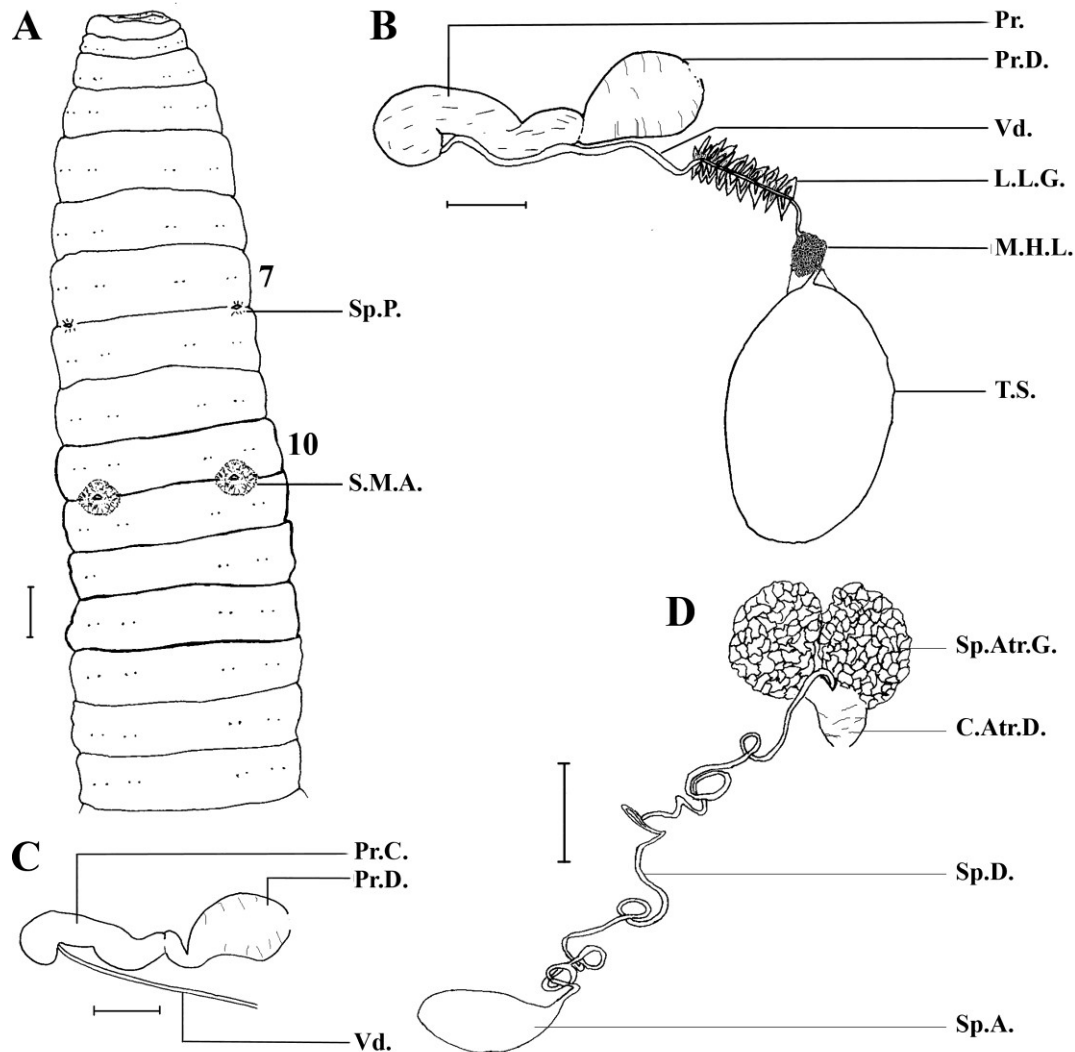 A
7
Sp.P.
10
S.M.A.
B
Pr.
Pr.D.
Vd.
L.L.G.
M.H.L.
T.S.
C
Pr.C.
Pr.D.
Vd.
D
Sp.Atr.G.
C.Atr.D.
Sp.D.
Sp.A.